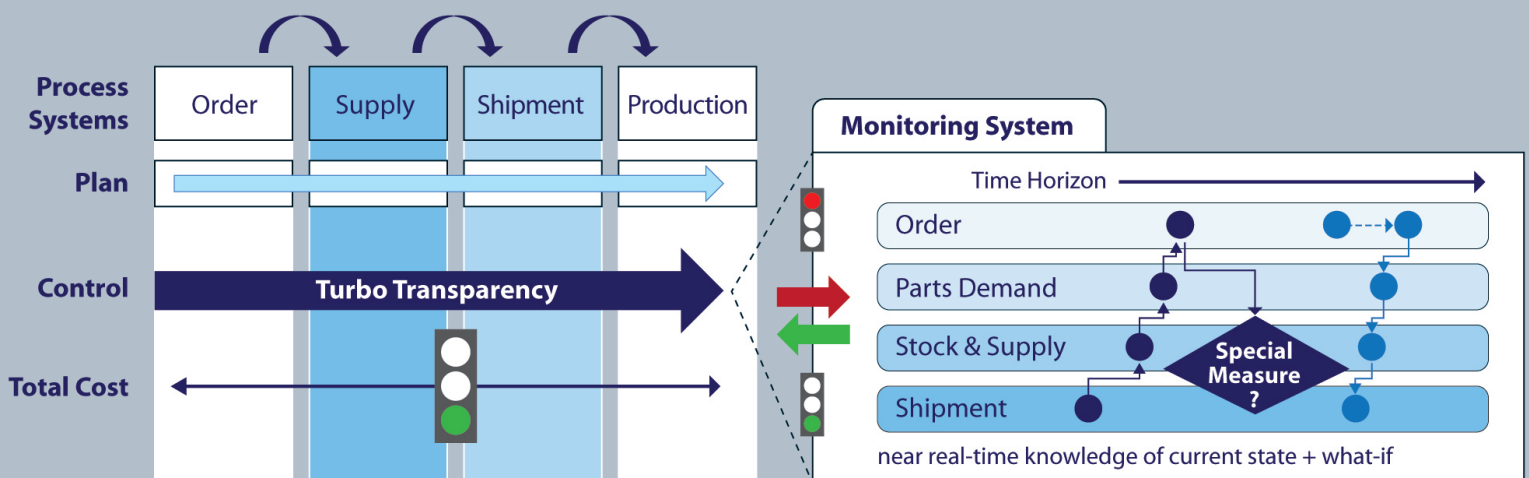 Process
Systems
Order
Supply
Shipment
Production
Plan
Control
Turbo Transparency
Total Cost
Monitoring System
Time Horizon
Order
Parts Demand
Stock & Supply
Shipment
Special
Measure
?
near real-time knowledge of current state + what-if